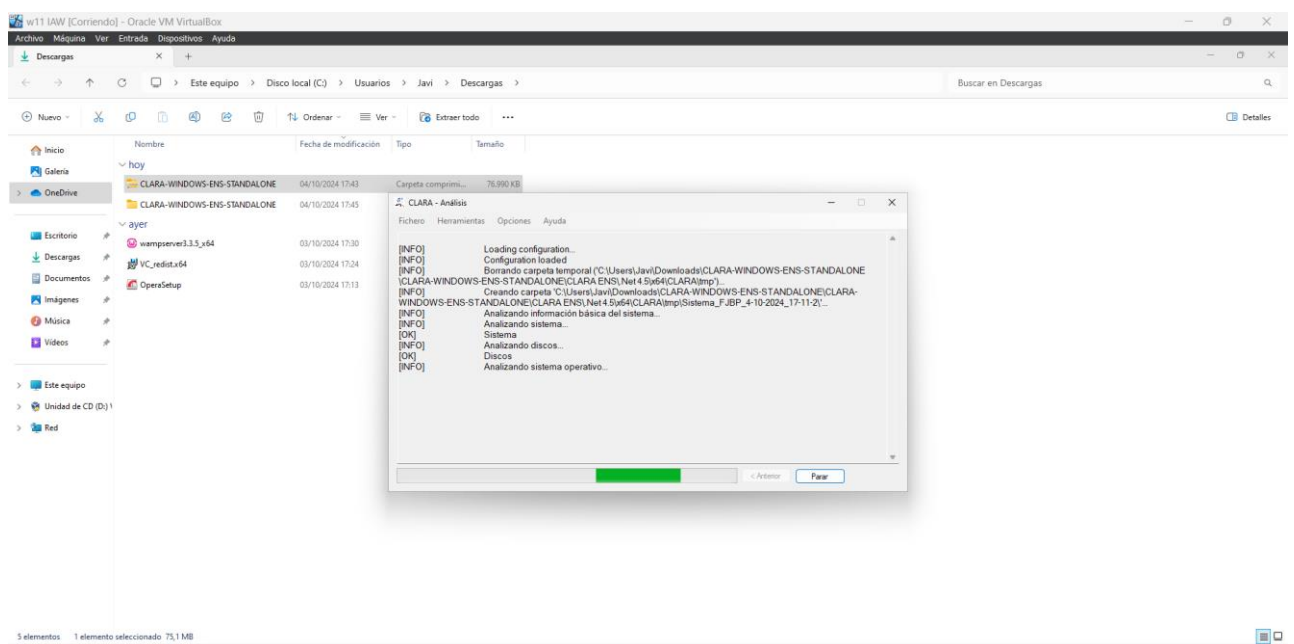 w11 IAW [Corriendo] - Oracle VM VirtualBox
Archivo Máquina Ver Entrada Dispositivos Ayuda
Descargas
Este equipo > Disco local (C:) > Usuarios > Javi > Descargas >
Buscar en Descargas
Nuevo
Ordenar
Ver
Extraer todo
Detalles
Inicio
Galería
OneDrive
Escritorio
Descargas
Documentos
Imágenes
Música
Vídeos
Este equipo
Unidad de CD (D:) V
Red
Nombre Fecha de modificación Tipo Tamaño
hoy
CLARA-WINDOWS-ENS-STANDALONE 04/10/2024 17:43 Carpeta comprimi... 76.990 KB
CLARA-WINDOWS-ENS-STANDALONE 04/10/2024 17:45
ayer
wampserver3.3.5_x64 03/10/2024 17:30
VC_redist.x64 03/10/2024 17:24
OperaSetup 03/10/2024 17:13
CLARA - Análisis
Fichero Herramientas Opciones Ayuda
[INFO] Loading configuration...
[INFO] Configuration loaded
[INFO] Borrando carpeta temporal ('C:\Users\Javi\Downloads\CLARA-WINDOWS-ENS-STANDALONE
\CLARA-WINDOWS-ENS-STANDALONE\CLARA ENS\.Net 4.5\x64\CLARA\tmp')...
[INFO] Creando carpeta 'C:\Users\Javi\Downloads\CLARA-WINDOWS-ENS-STANDALONE\CLARA-
WINDOWS-ENS-STANDALONE\CLARA ENS\.Net 4.5\x64\CLARA\tmp\Sistema_FJBP_4-10-2024_17-11-2\'...
[INFO] Analizando información básica del sistema...
[INFO] Analizando sistema...
[OK] Sistema
[INFO] Analizando discos...
[OK] Discos
[INFO] Analizando sistema operativo...
< Anterior
Parar
5 elementos 1 elemento seleccionado 75,1 MB